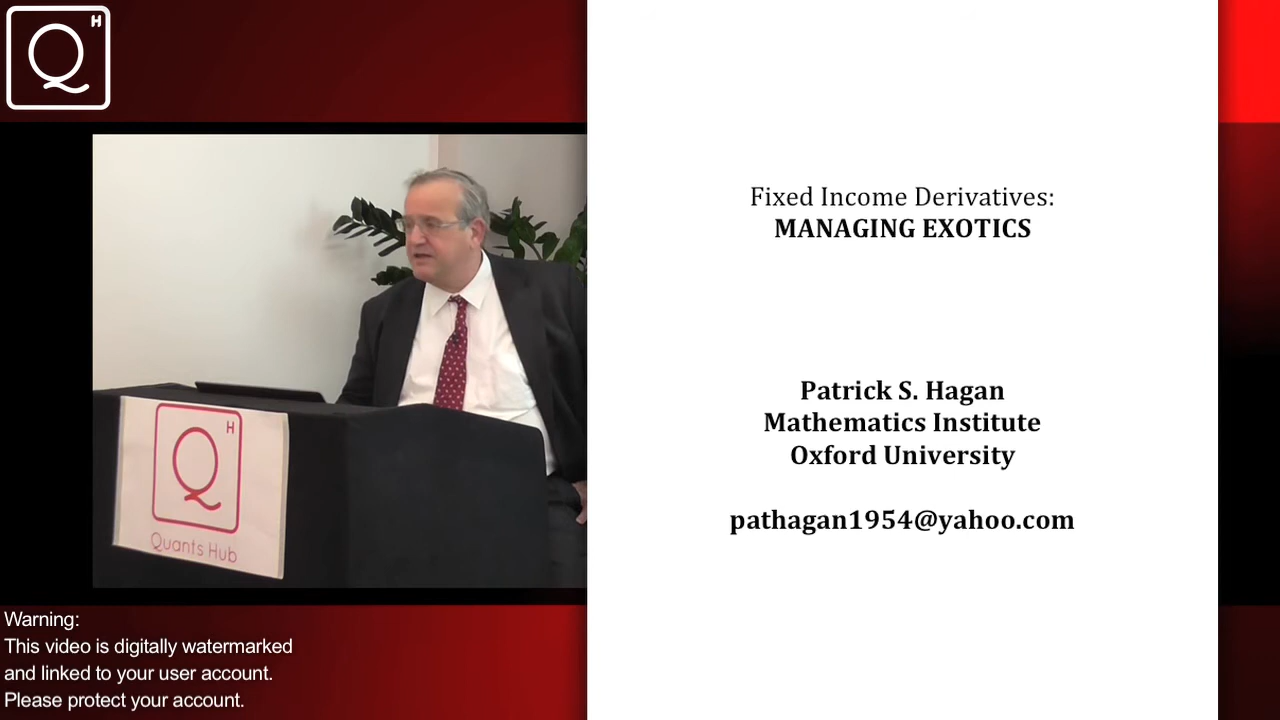 Q H
Q H
Quants Hub
Warning:
This video is digitally watermarked
and linked to your user account.
Please protect your account.
Fixed Income Derivatives:
MANAGING EXOTICS
Patrick S. Hagan
Mathematics Institute
Oxford University
pathagan1954@yahoo.com